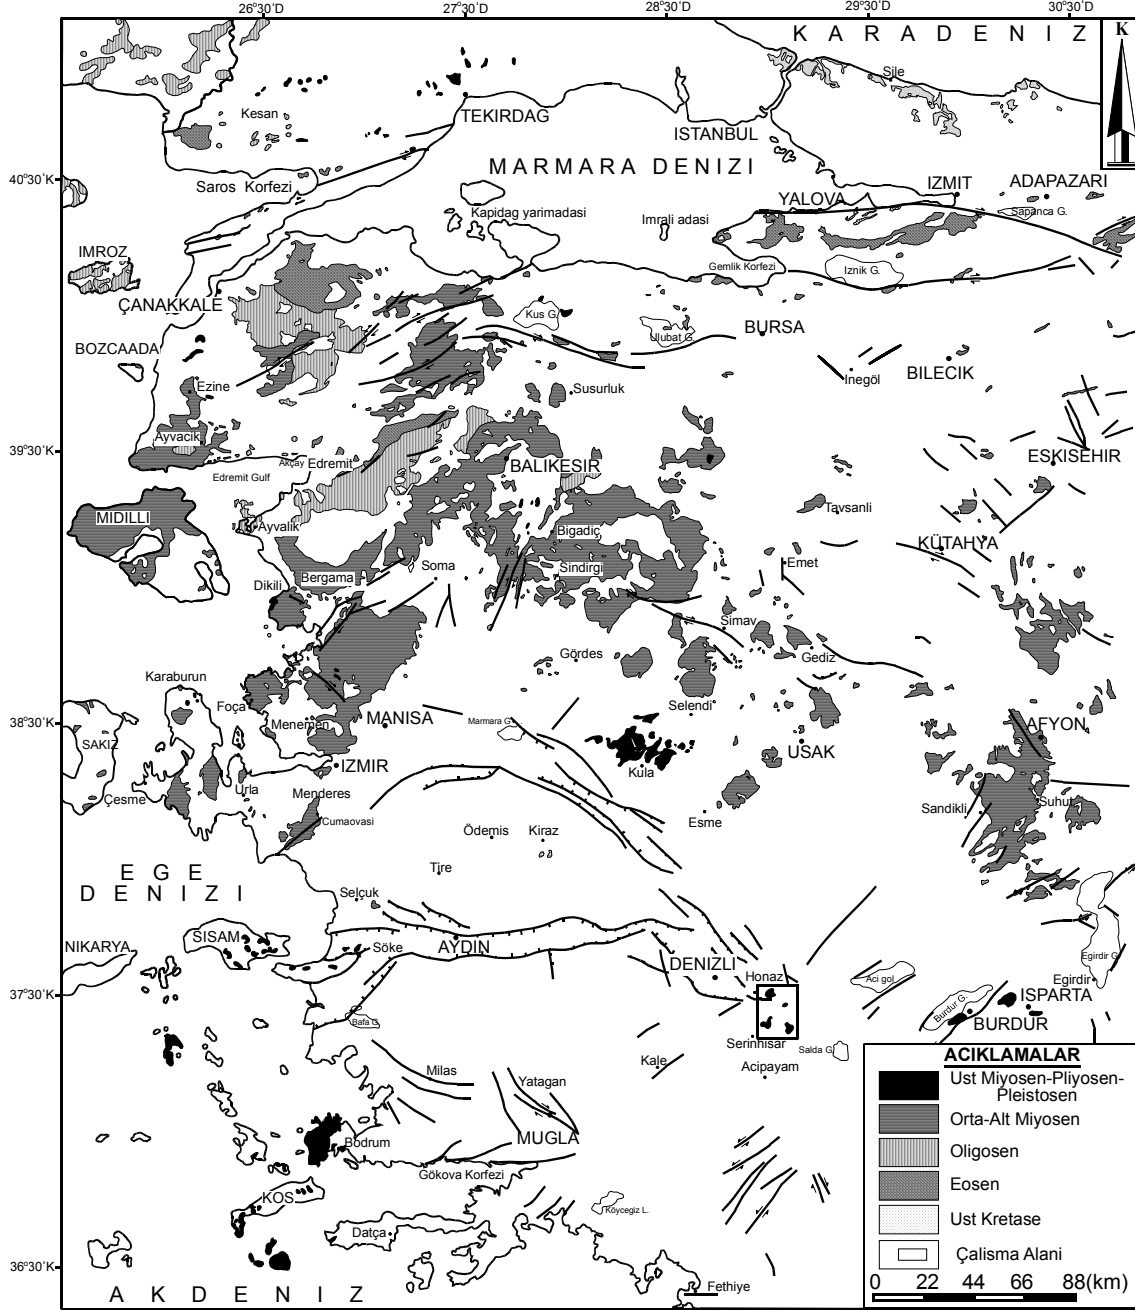 26°30'K
27°30'K
28°30'K
29°30'K
30°30'K
K A R A D E N I Z
K
Sile
Kesan
TEKIRDAG
ISTANBUL
MARMARA DENIZI
40°30'K
Saros Korfezi
YALOVA
IZMIT
ADAPAZARI
Sapanca G.
Kapidag yarimadasi
Imrali adasi
IMROZ
Gemlik Korfezi
Iznik G.
ÇANAKKALE
Kus G.
Ulubat G.
BURSA
BOZCAADA
Inegöl
BILECIK
Ezine
Susurluk
Ayvacik
39°30'K
Akçay
Edremit
BALIKESIR
ESKISEHIR
Edremit Gulf
MIDILLI
Ayvalik
Tavsanli
Bigadiç
KÜTAHYA
Soma
Sindirgi
Emet
Bergama
Dikili
Simav
Gördes
Gediz
Karaburun
Foça
Selendi
38°30'K
Menemen
MANISA
Marmara G.
AFYON
SAKIZ
USAK
IZMIR
Kula
Çesme
Urla
Menderes
Sandikli
Suhut
Cumaovasi
Esme
Ödemis
Kiraz
E G E
D E N I Z I
Tire
Selçuk
NIKARYA
SISAM
Söke
AYDIN
DENIZLI
Egirdir G.
Honaz
Aci gol
Egirdir
37°30'K
Burdur G.
ISPARTA
Bafa G.
BURDUR
Serinhisar
Salda G.
Kale
Acipayam
Milas
Yatagan
MUGLA
Bodrum
Gökova Korfezi
KOS
Köycegiz L.
Datça
36°30'K
Fethiye
A K D E N I Z
ACIKLAMALAR
Ust Miyosen-Pliyosen-
Pleistosen
Orta-Alt Miyosen
Oligosen
Eosen
Ust Kretase
Çalisma Alani
0 22 44 66 88(km)